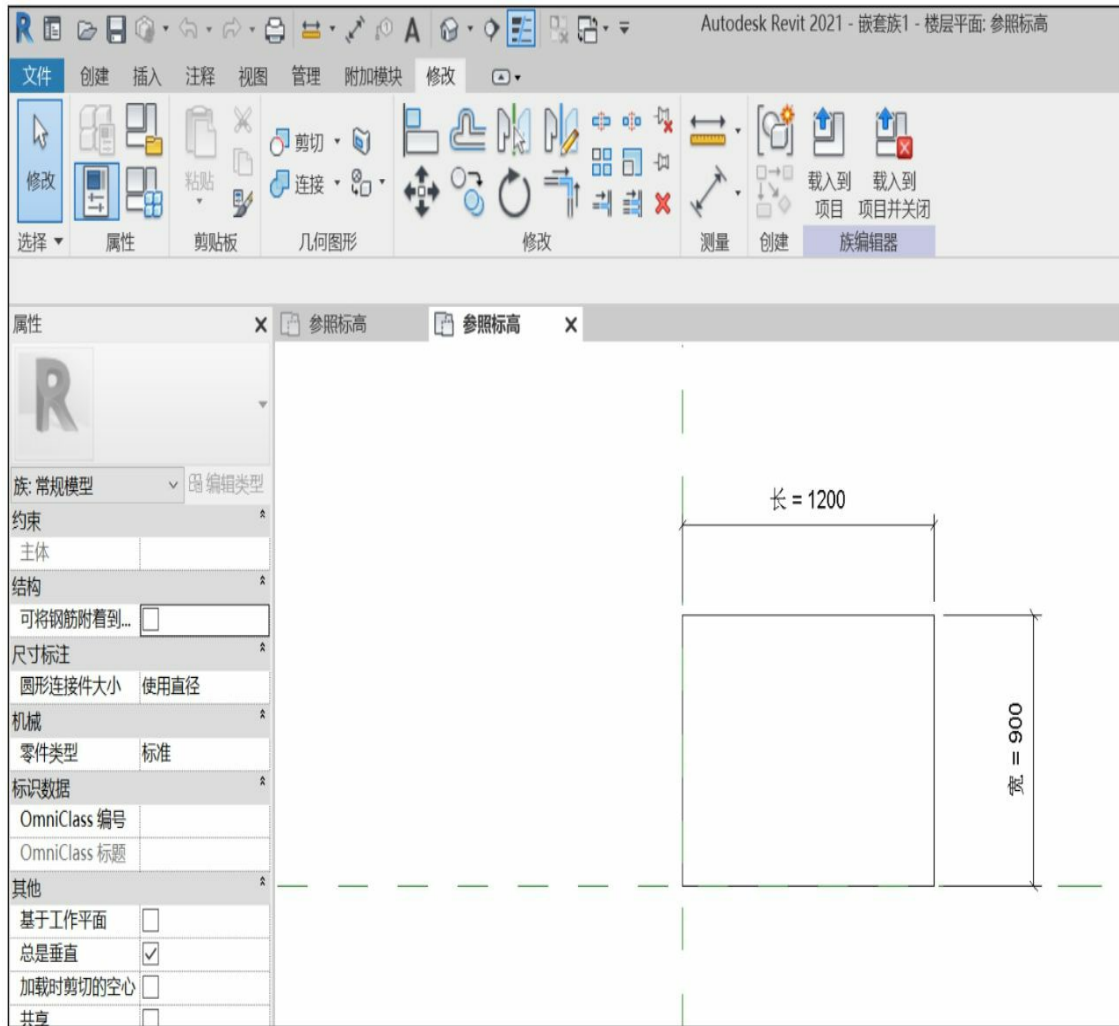 Autodesk Revit 2021 - 嵌套族1 - 楼层平面: 参照标高
文件 创建 插入 注释 视图 管理 附加模块 修改
修改
粘贴
剪切
连接
载入到
项目
载入到
项目并关闭
选择 属性 剪贴板 几何图形 修改 测量 创建 族编辑器
属性
参照标高
参照标高
族: 常规模型 编辑类型
约束
主体
结构
可将钢筋附着到...
尺寸标注
圆形连接件大小 使用直径
机械
零件类型 标准
标识数据
OmniClass 编号
OmniClass 标题
其他
基于工作平面
总是垂直
加载时剪切的空心
共享
长 = 1200
宽 = 900